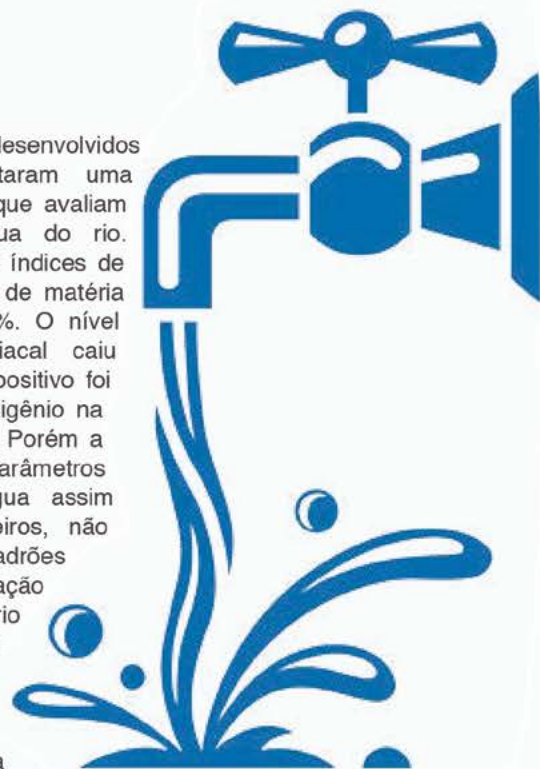 desenvolvidos
taram uma
que avaliam
ua do rio.
índices de
de matéria
%. O nível
iacal caiu
positivo foi
igênio na
Porém a
arâmetros
gua assim
eiros, não
adrões
ação
rio
a